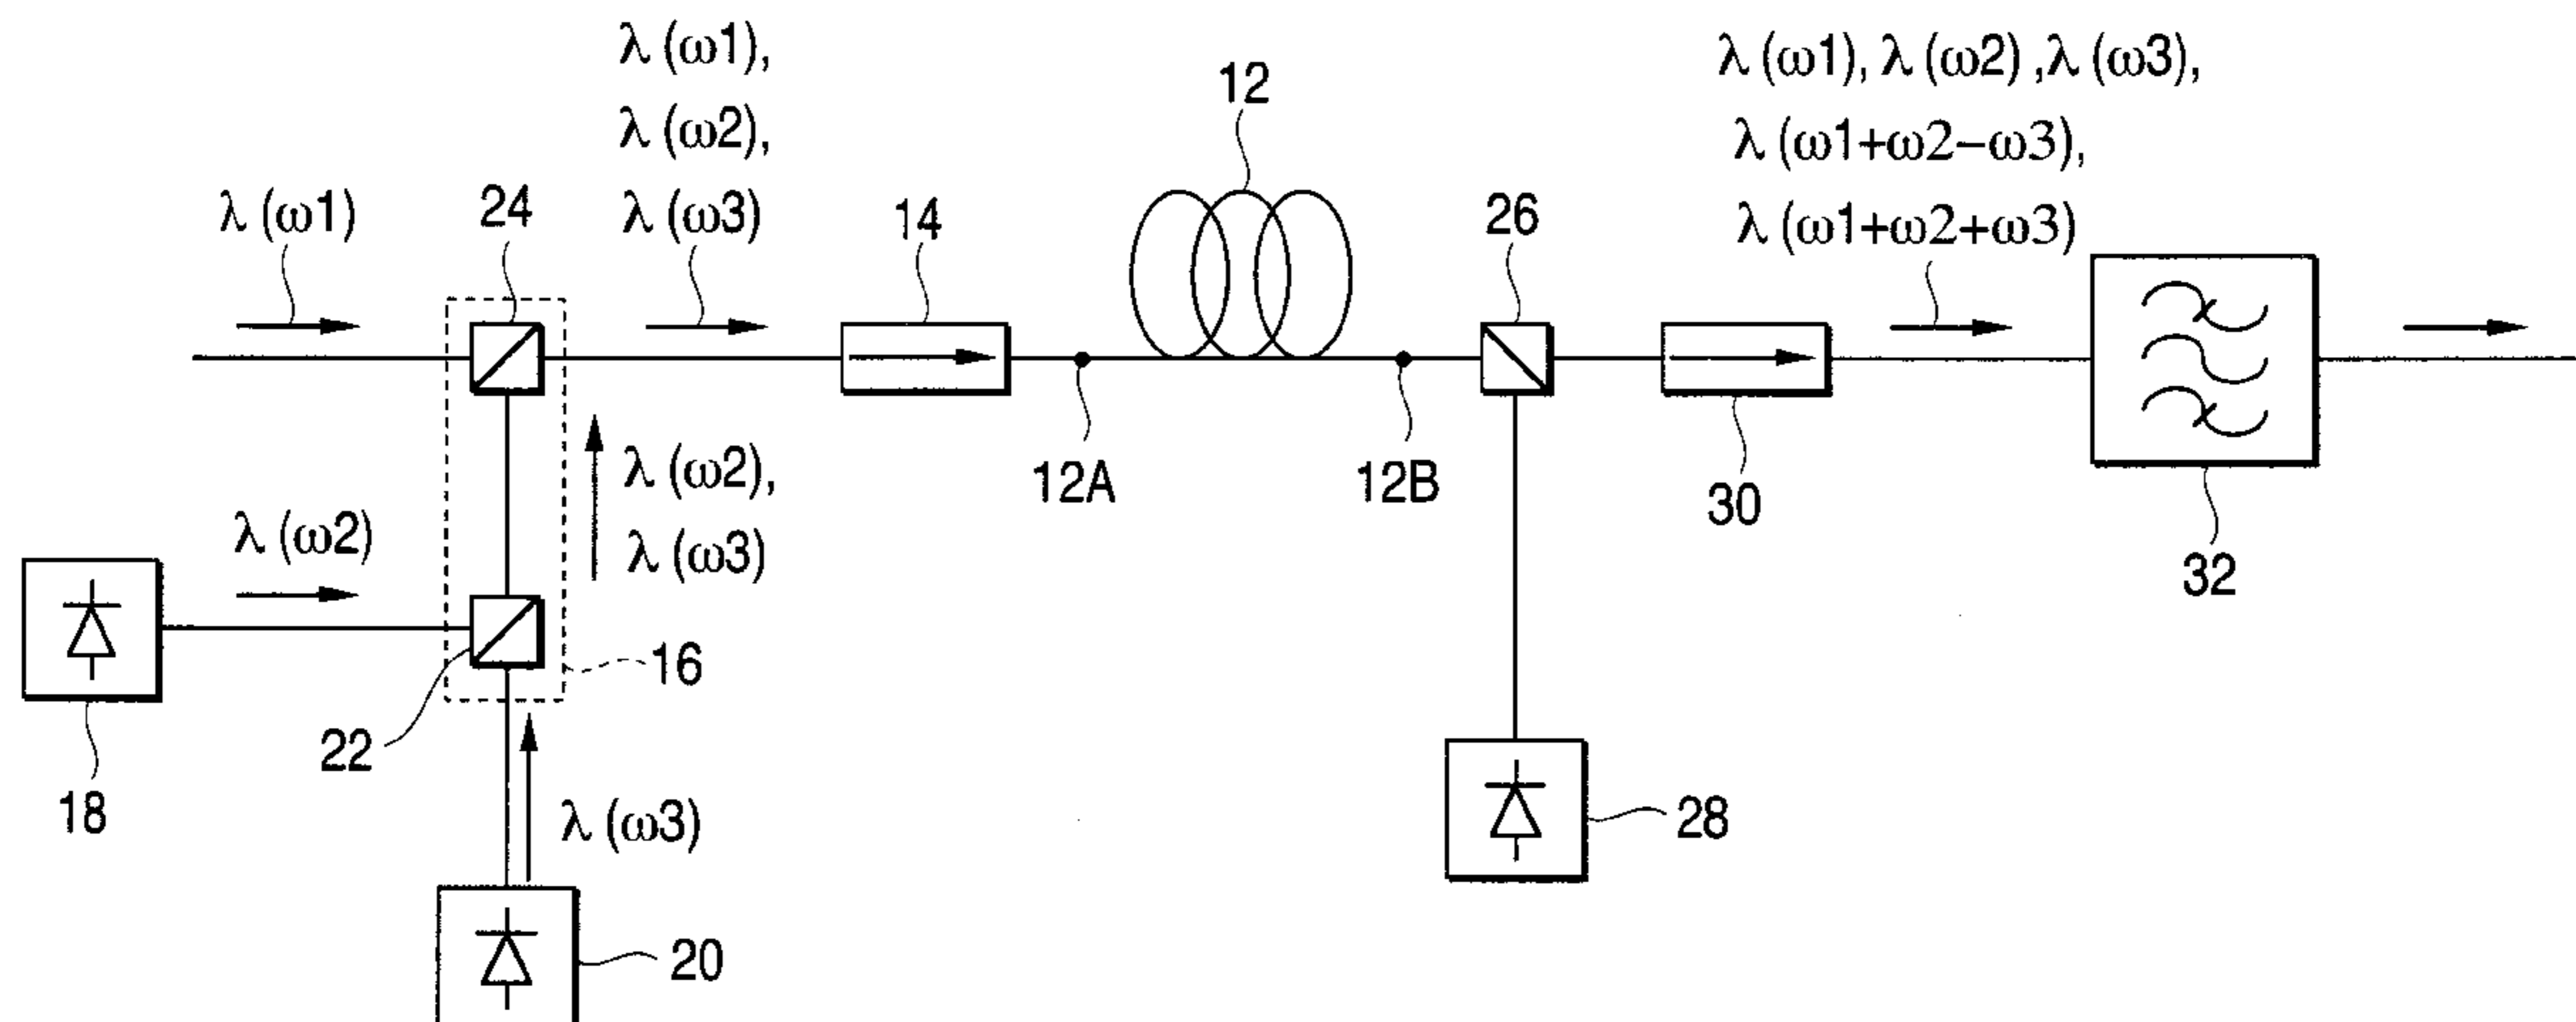 λ (ω1),
λ (ω2),
λ (ω3)
λ (ω1)
24
14
12
26
λ (ω1), λ (ω2) ,λ (ω3),
λ (ω1+ω2−ω3),
λ (ω1+ω2+ω3)
12A
12B
30
32
λ (ω2),
λ (ω3)
λ (ω2)
16
22
18
λ (ω3)
20
28